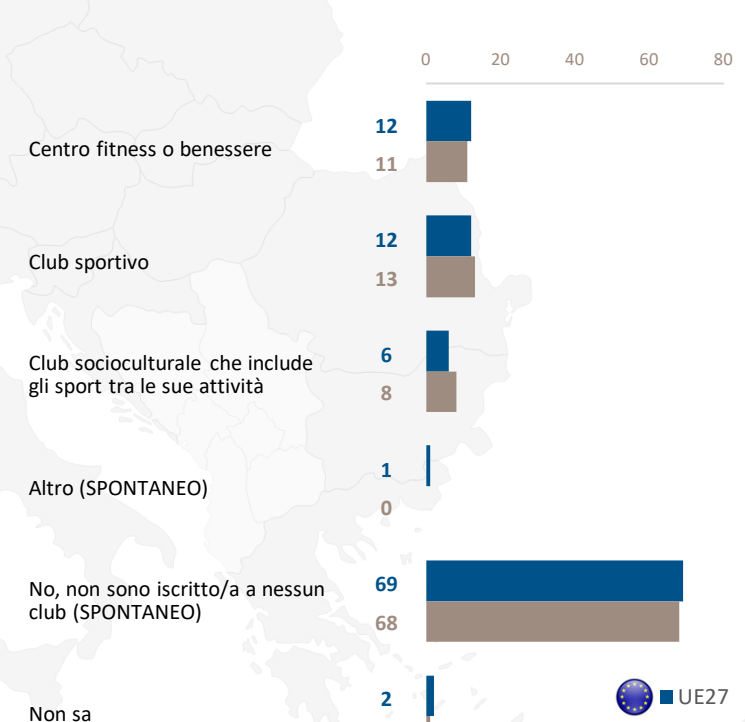 0 20 40 60 80
12
Centro fitness o benessere
11
12
Club sportivo
13
Club socioculturale che include
gli sport tra le sue attività
6
8
1
Altro (SPONTANEO)
0
69
No, non sono iscritto/a a nessun
club (SPONTANEO)
68
2
UE27
Non sa